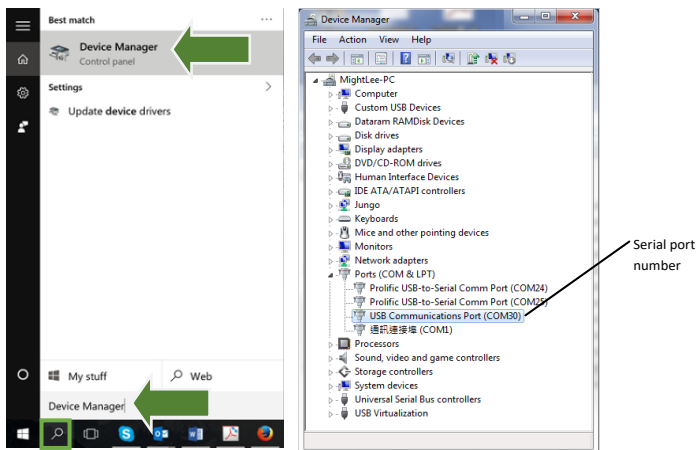 Best match
...
Device Manager
Control panel
Settings
Update device drivers
My stuff
Web
Device Manager
Device Manager
File Action View Help
MightLee-PC
Computer
Custom USB Devices
Dataram RAMDisk Devices
Disk drives
Display adapters
DVD/CD-ROM drives
Human Interface Devices
IDE ATA/ATAPI controllers
Jungo
Keyboards
Mice and other pointing devices
Monitors
Network adapters
Ports (COM & LPT)
Prolific USB-to-Serial Comm Port (COM24)
Prolific USB-to-Serial Comm Port (COM25)
USB Communications Port (COM30)
通訊連接埠 (COM1)
Processors
Sound, video and game controllers
Storage controllers
System devices
Universal Serial Bus controllers
USB Virtualization
Serial port
number